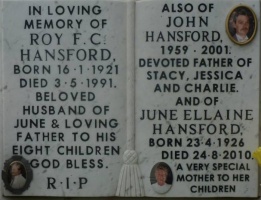 IN LOVING
MEMORY OF
ROY F.C.
HANSFORD,
BORN 16·1·1921
DIED 3·5·1991.
BELOVED
HUSBAND OF
JUNE & LOVING
FATHER TO HIS
EIGHT CHILDREN
GOD BLESS.
R·I·P
ALSO OF
JOHN
HANSFORD,
1959 - 2001.
DEVOTED FATHER OF
STACY, JESSICA
AND CHARLIE.
AND OF
JUNE ELLAINE
HANSFORD,
BORN 23·4·1926
DIED 24·8·2010.
'A VERY SPECIAL
MOTHER TO HER
CHILDREN